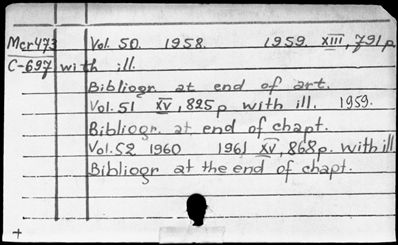 Mcr473 Vol. 50. 1958. 1959. XIII, 791 p.
C-697 with ill.
Bibliogr. at end of art.
Vol. 51 XV, 825 p with ill. 1959.
Bibliogr. at end of chapt.
Vol. 52 1960 1961 XV, 868 p. with ill
Bibliogr at the end of chapt.
+